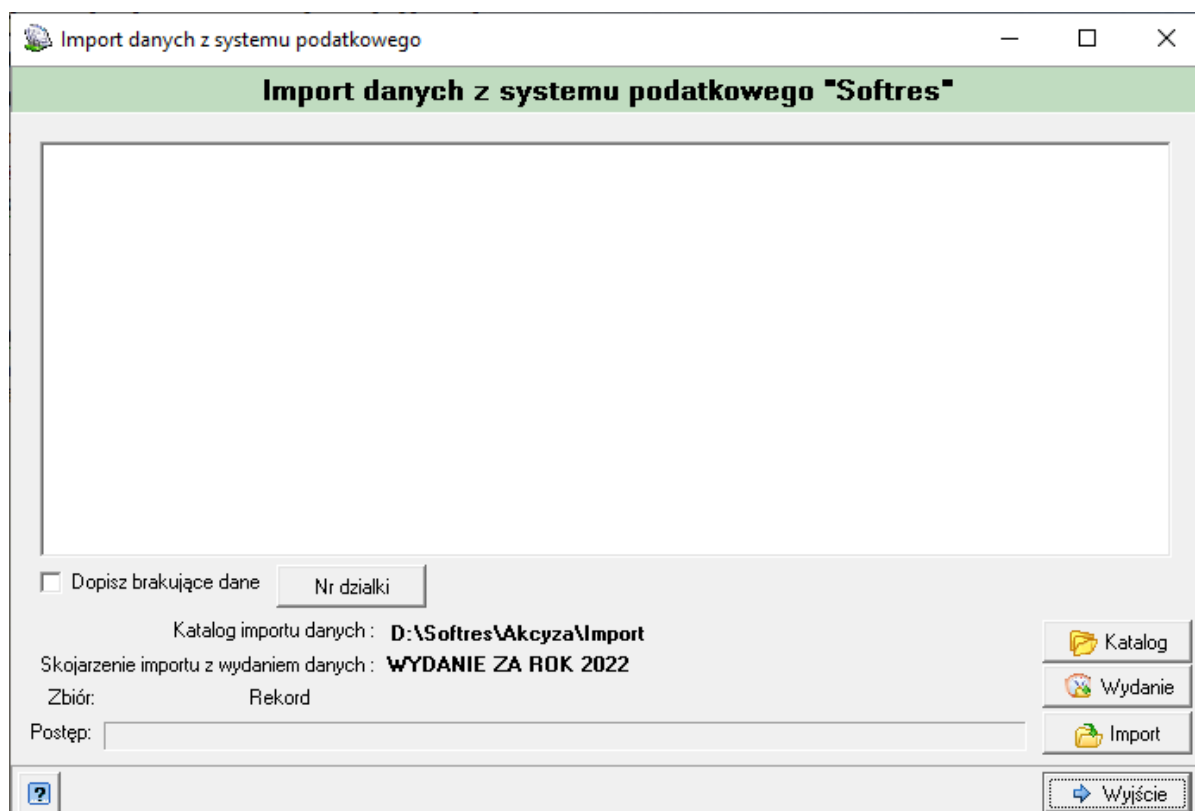 Import danych z systemu podatkowego
Import danych z systemu podatkowego "Softres"
Dopisz brakujące dane
Nr dzialki
Katalog importu danych : D:\Softres\Akcyza\Import
Katalog
Skojarzenie importu z wydaniem danych : WYDANIE ZA ROK 2022
Wydanie
Zbiór: Rekord
Postęp:
Import
?
Wyjście